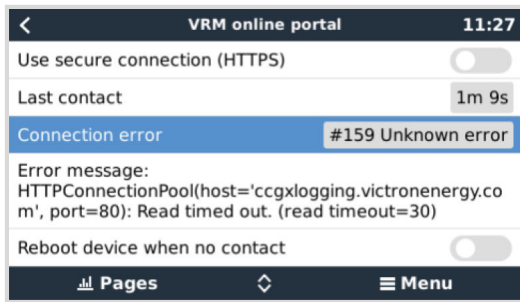 VRM online portal 11:27
Use secure connection (HTTPS)
Last contact 1m 9s
Connection error #159 Unknown error
Error message:
HTTPConnectionPool(host='ccgxlogging.victronenergy.co
m', port=80): Read timed out. (read timeout=30)
Reboot device when no contact
Pages Menu